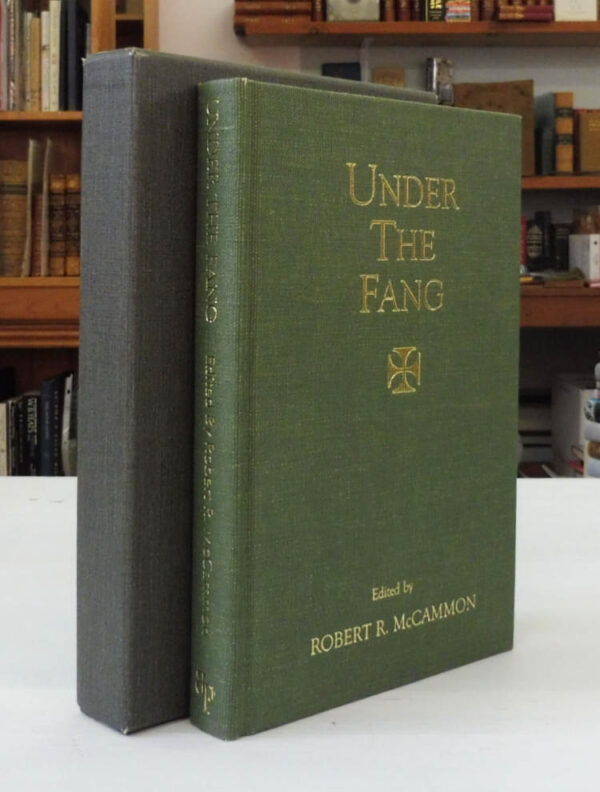 UNDER
THE
FANG
Edited by
ROBERT R. McCAMMON
UNDER THE FANG Edited By Robert R. McCammon